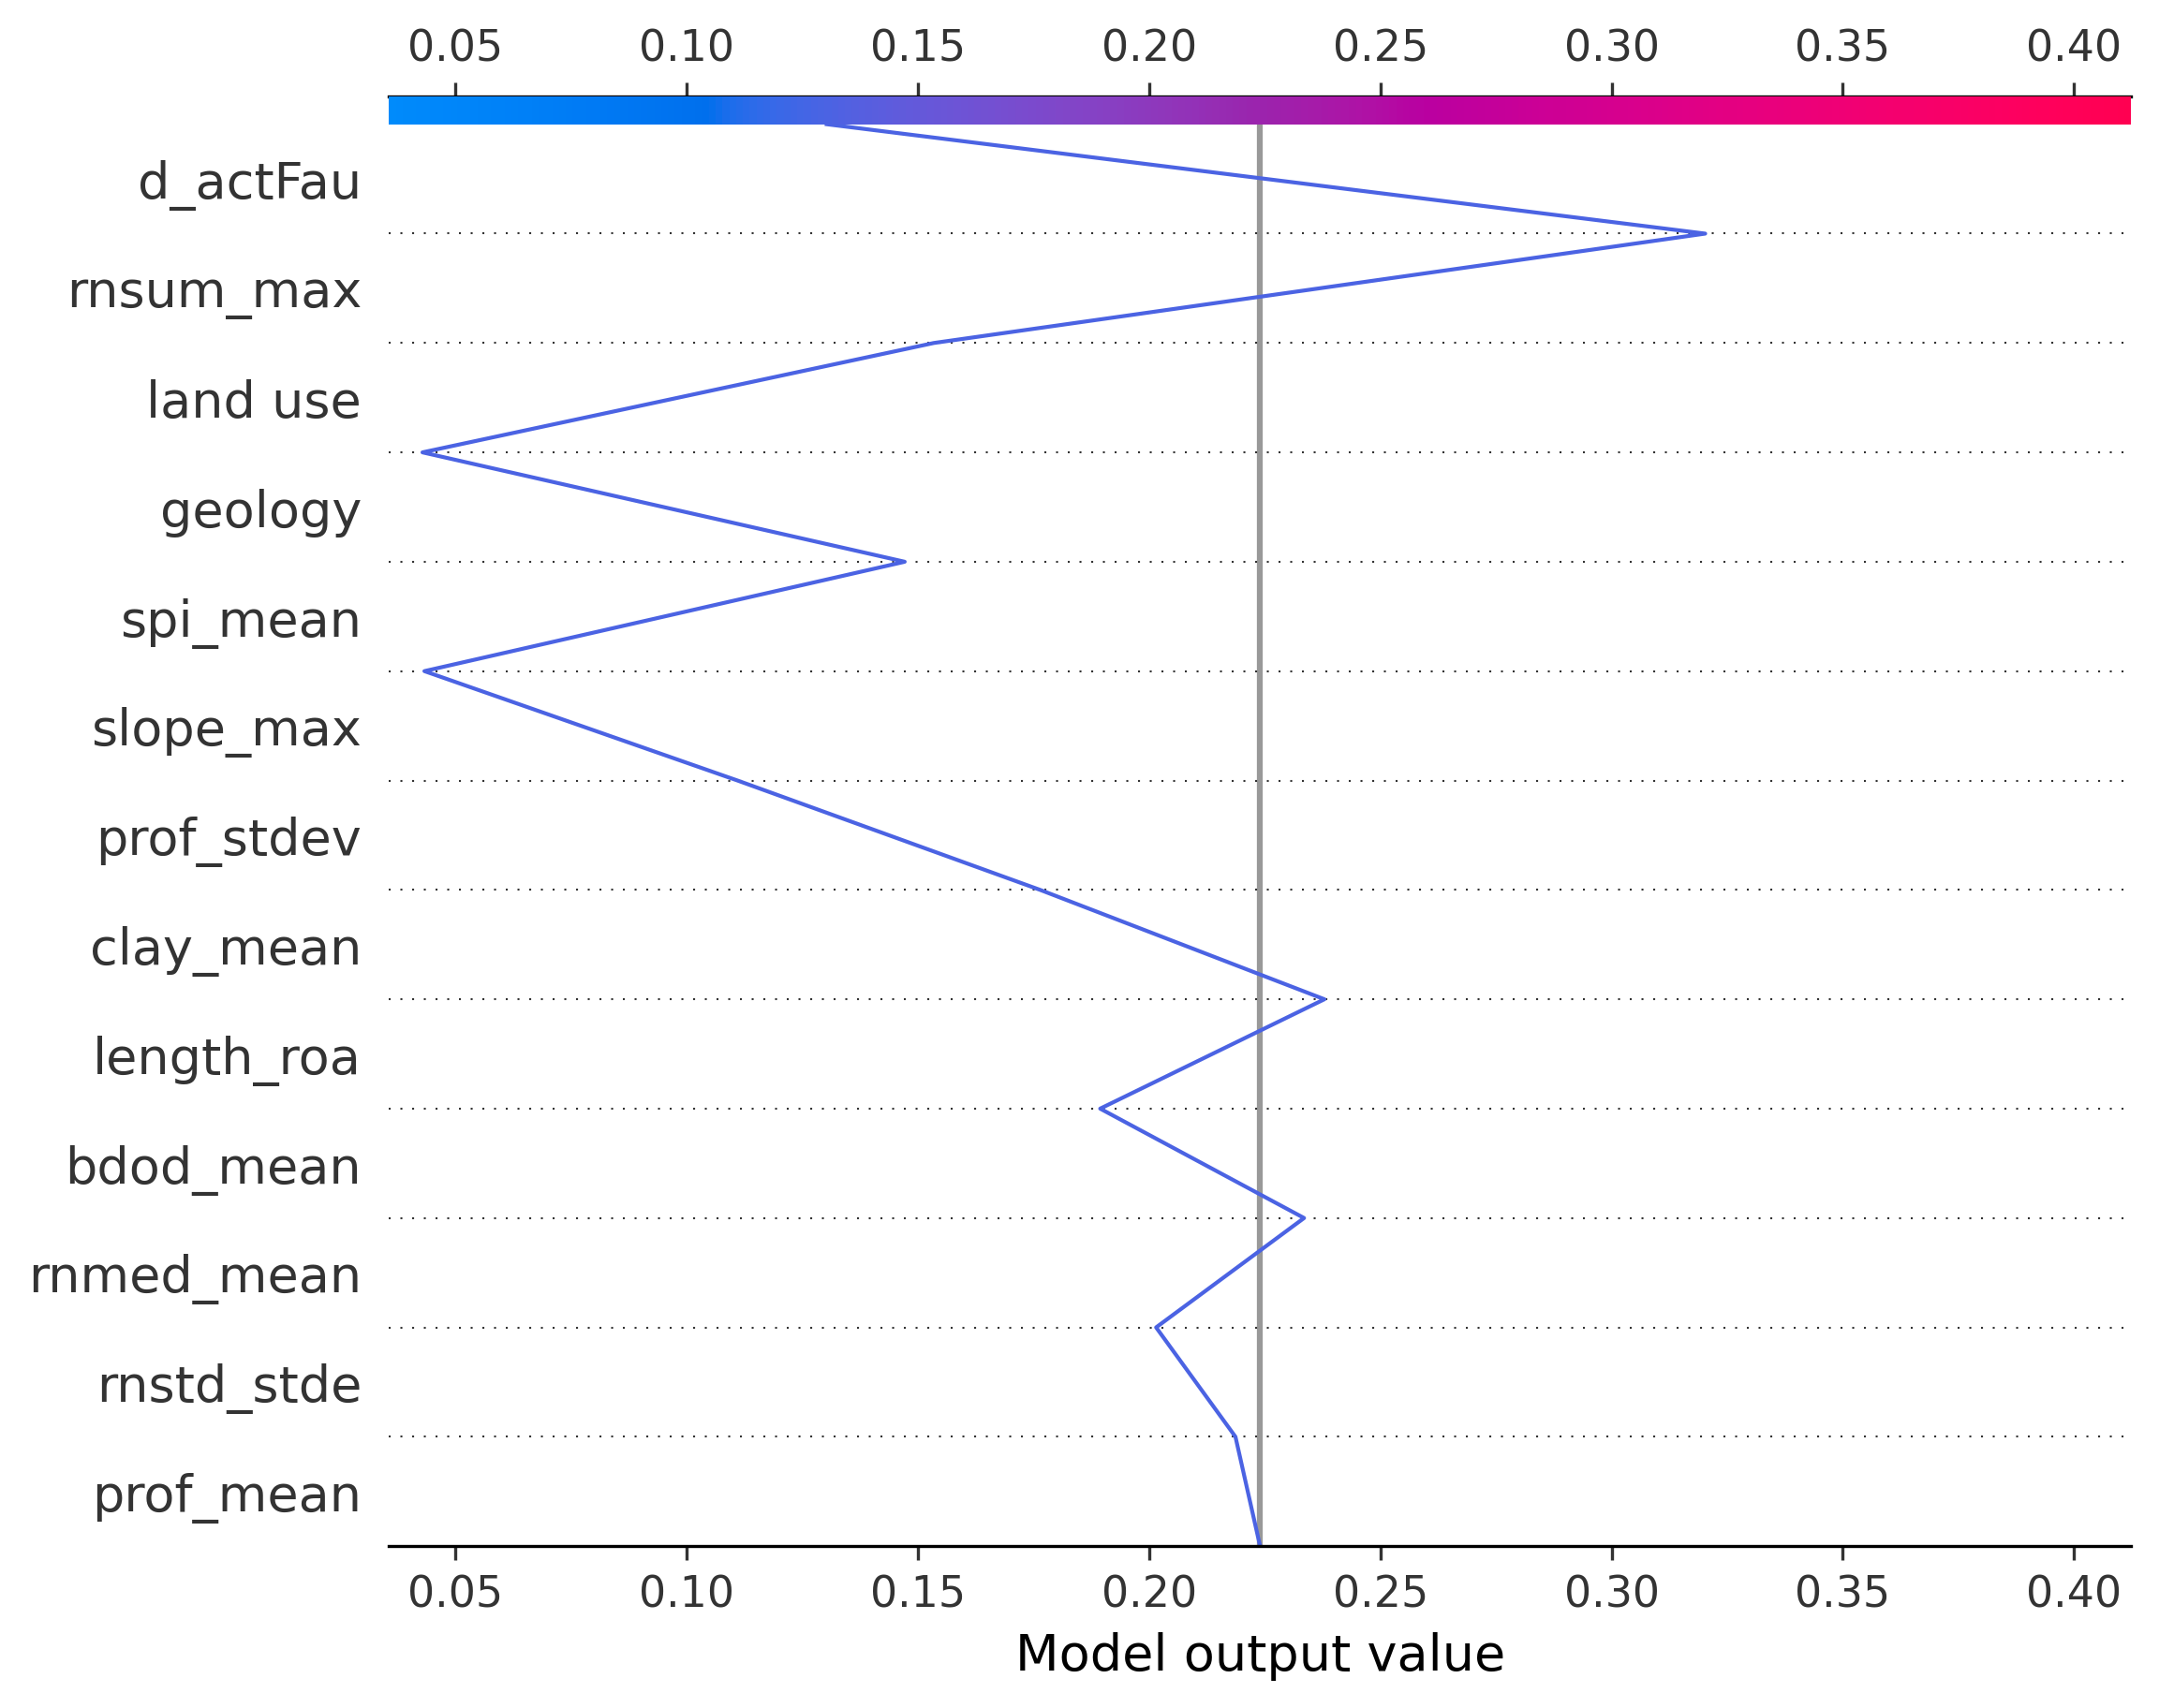 0.05 0.10 0.15 0.20 0.25 0.30 0.35 0.40
d_actFau
rnsum_max
land use
geology
spi_mean
slope_max
prof_stdev
clay_mean
length_roa
bdod_mean
rnmed_mean
rnstd_stde
prof_mean
0.05 0.10 0.15 0.20 0.25 0.30 0.35 0.40
Model output value